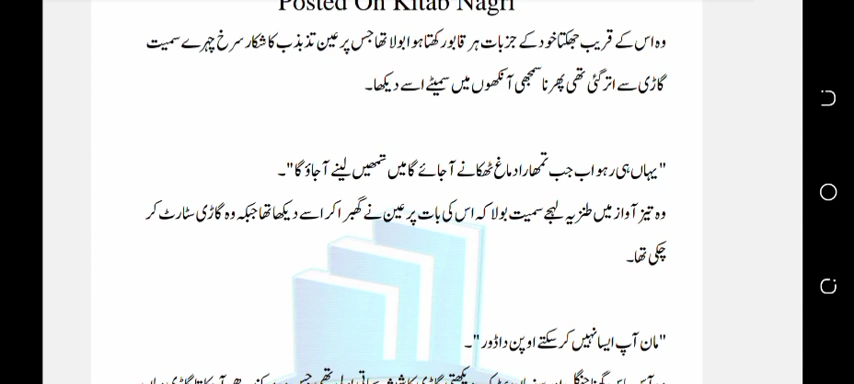 Posted On Kitab Nagri
وہ اس کے قریب جھکتا خود کے جزبات ہر قابو رکھتا ہوا بولا تھا جس پر عین تذبذب کا شکار سرخ چہرے سمیت
گاڑی سے اتر گئی تھی پھر نا سمجھی آنکھوں میں سمیٹے اسے دیکھا۔
"یہاں ہی رہو اب جب تمھارا دماغ ٹھکانے آجائے گا میں تمھیں لینے آجاؤ گا"۔
وہ تیز آواز میں طنزیہ لہجے سمیت بولا کہ اس کی بات پر عین نے گھبرا کر اسے دیکھا تھا جبکہ وہ گاڑی سٹارٹ کر
چکی تھا۔
"مان آپ ایسا نہیں کر سکتے اوپن دا ڈور"۔